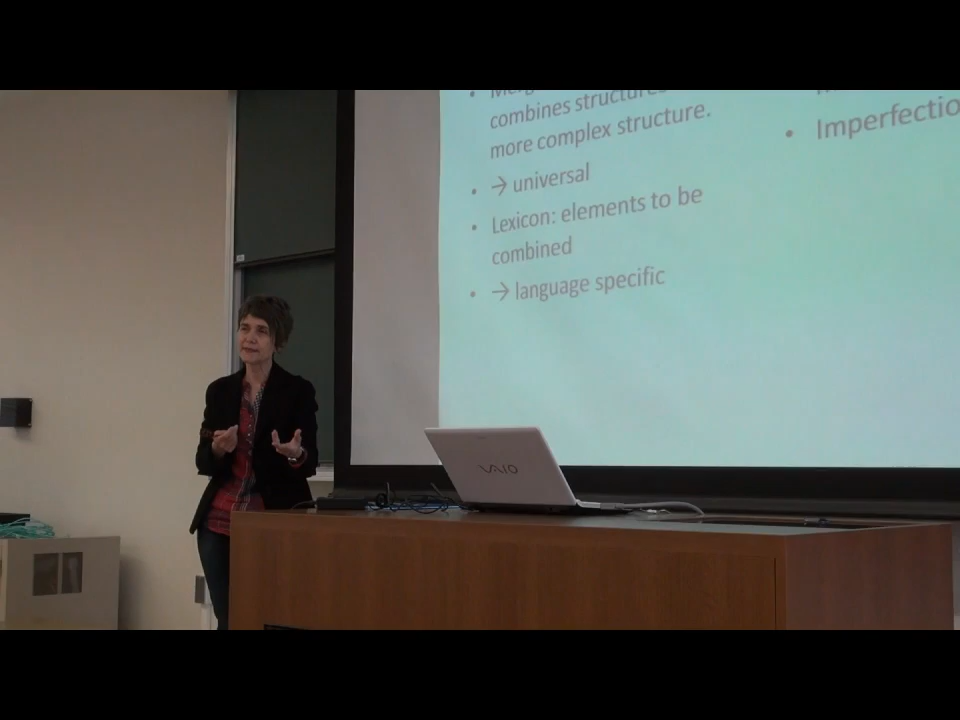 combines structures
more complex structure.
• → universal
• Lexicon: elements to be
combined
• → language specific
• Imperfectio
VAIO